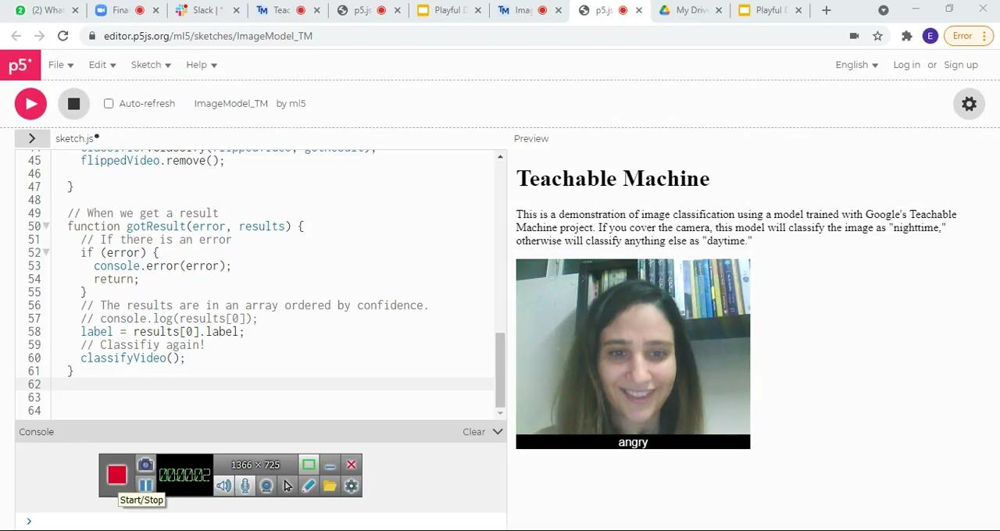 (2) What
Fina
Slack | *
Teac
p5.js
Playful D
Imag
p5.js
My Driv
Playful D
editor.p5js.org/ml5/sketches/ImageModel_TM
E
Error
p5*
File
Edit
Sketch
Help
English
Log in or Sign up
Auto-refresh
ImageModel_TM by ml5
sketch.js
Preview
44 classifier.classify(flippedVideo, gotResult);
45 flippedVideo.remove();
46
47 }
48
49 // When we get a result
50 function gotResult(error, results) {
51 // If there is an error
52 if (error) {
53 console.error(error);
54 return;
55 }
56 // The results are in an array ordered by confidence.
57 // console.log(results[0]);
58 label = results[0].label;
59 // Classifiy again!
60 classifyVideo();
61 }
62
63
64
Console
Clear
1366 × 725
Start/Stop
Teachable Machine
This is a demonstration of image classification using a model trained with Google's Teachable
Machine project. If you cover the camera, this model will classify the image as "nighttime,"
otherwise will classify anything else as "daytime."
angry